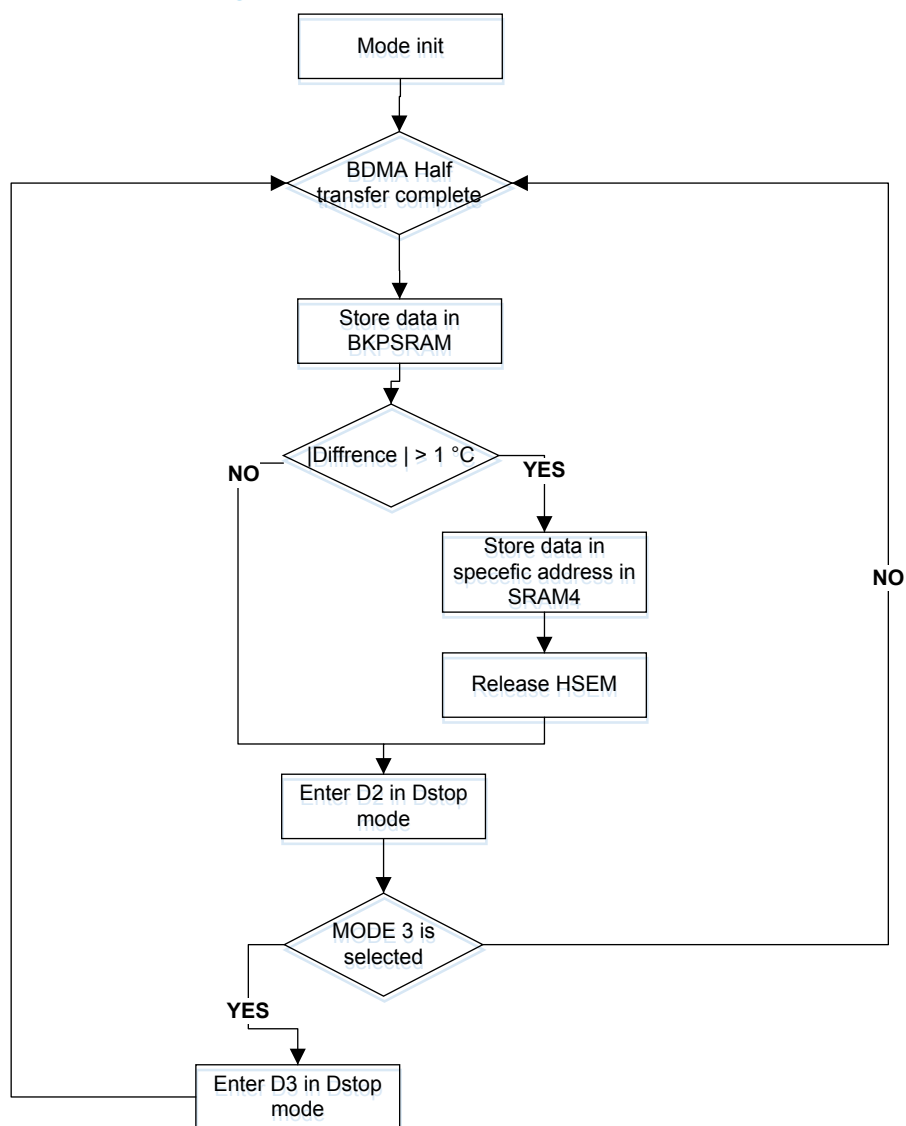 Mode init
BDMA Half
transfer complete
Store data in
BKPSRAM
|Diffrence | > 1 °C
NO
YES
Store data in
specefic address in
SRAM4
NO
Release HSEM
Enter D2 in Dstop
mode
MODE 3 is
selected
YES
Enter D3 in Dstop
mode